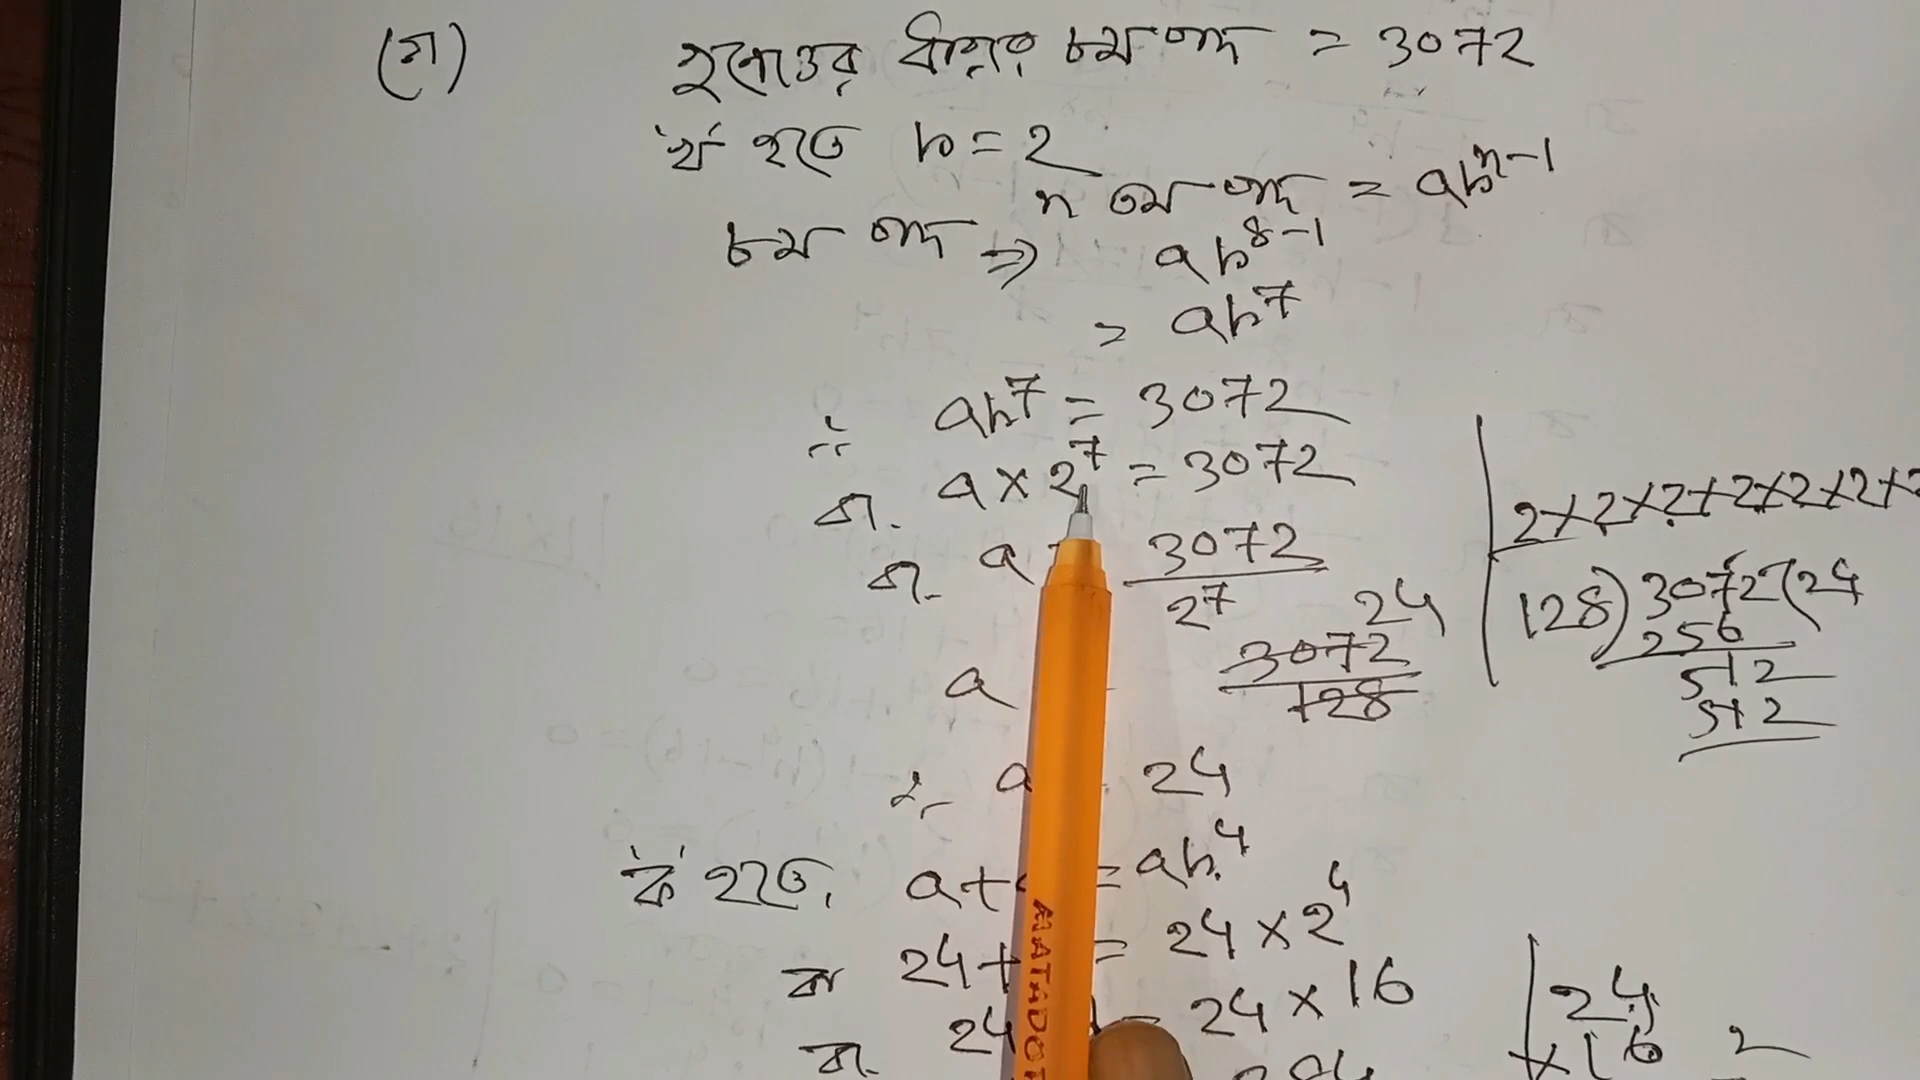 (গ) গুণোত্তর ধারার ৮ম পদ = 3072
'খ' হতে b = 2
n তম পদ = ab^n-1
৮ম পদ ⇒ ab^8-1
= ab^7
∴ ab^7 = 3072
বা. a × 2^7 = 3072
বা. a 3072/2^7
a 3072/128 24
∴ a 24
'ক' হতে, a+ = ab^4
বা 24+ = 24 × 2^4
বা. 24 24 × 16
2×2×2×2×2×2×2
128)3072(24
256
512
512
24
×16
2